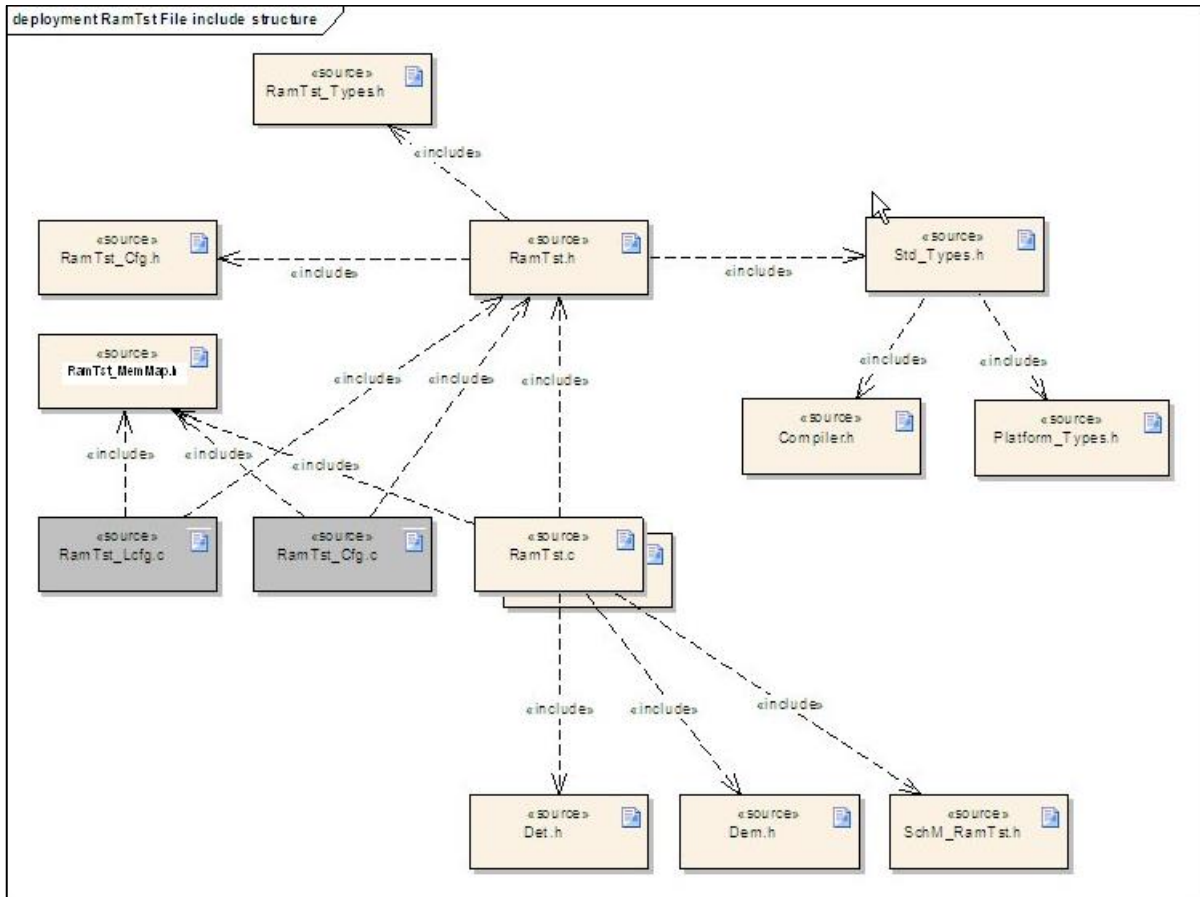 deployment RamTst File include structure
«source»
RamTst_Types.h
«include»
«source»
RamTst_Cfg.h
«include»
«source»
RamTst.h
«include»
«source»
Std_Types.h
«source»
RamTst_MemMap.h
«include»
«include»
«include»
«include»
«include»
«source»
Compiler.h
«source»
Platform_Types.h
«include»
«include»
«include»
«source»
RamTst_Lcfg.c
«source»
RamTst_Cfg.c
«source»
RamTst.c
«include»
«include»
«include»
«source»
Det.h
«source»
Dem.h
«source»
SchM_RamTst.h